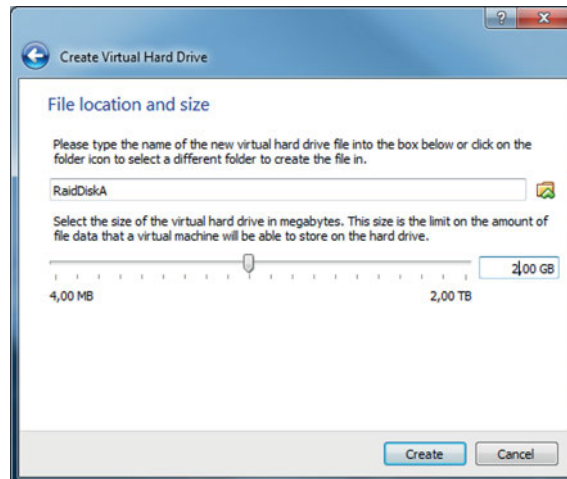 Create Virtual Hard Drive
File location and size
Please type the name of the new virtual hard drive file into the box below or click on the
folder icon to select a different folder to create the file in.
RaidDiskA
Select the size of the virtual hard drive in megabytes. This size is the limit on the amount of
file data that a virtual machine will be able to store on the hard drive.
2,00 GB
4,00 MB 2,00 TB
Create Cancel